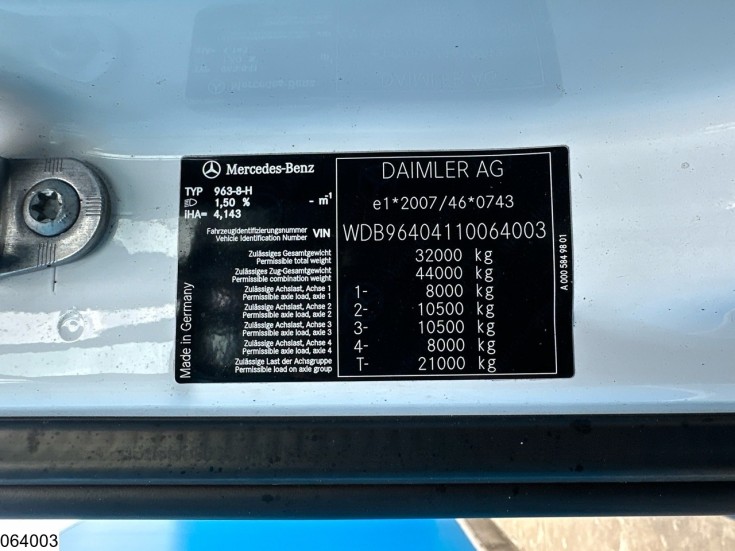 Mercedes-Benz
TYP 963-8-H
1,50 % - m⁻¹
IHA= 4,143
Fahrzeugidentifizierungsnummer
Vehicle Identification Number VIN
Zulässiges Gesamtgewicht
Permissible total weight
Zulässiges Zug-Gesamtgewicht
Permissible combination weight
Zulässige Achslast, Achse 1
Permissible axle load, axle 1
Zulässige Achslast, Achse 2
Permissible axle load, axle 2
Zulässige Achslast, Achse 3
Permissible axle load, axle 3
Zulässige Achslast, Achse 4
Permissible axle load, axle 4
Zulässige Last der Achsgruppe
Permissible load on axle group
Made in Germany
DAIMLER AG
e1*2007/46*0743
WDB96404110064003
32000 kg
44000 kg
1- 8000 kg
2- 10500 kg
3- 10500 kg
4- 8000 kg
T- 21000 kg
A 000 584 98 01
064003